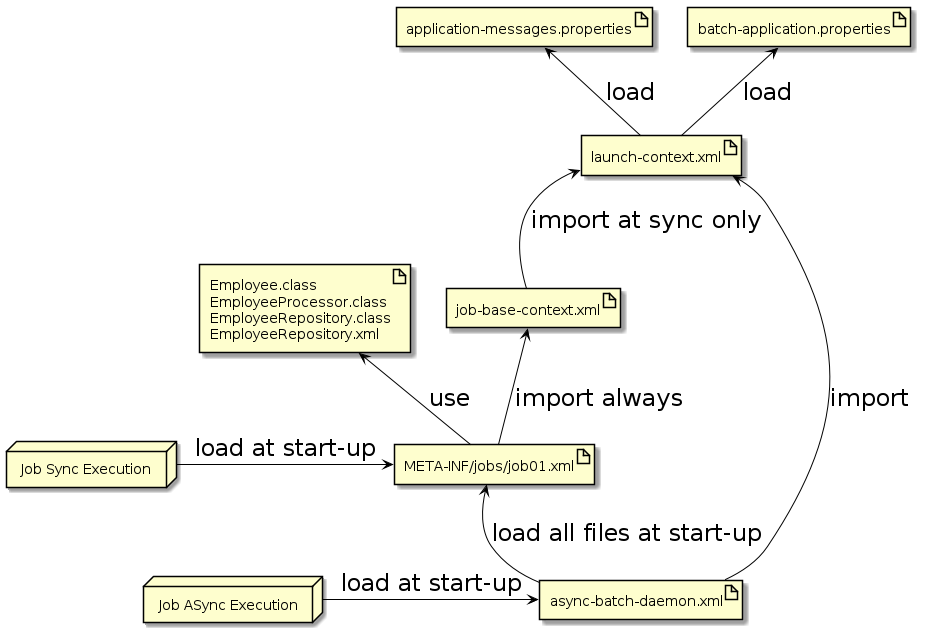 application-messages.properties
batch-application.properties
load
load
launch-context.xml
import at sync only
Employee.class
EmployeeProcessor.class
EmployeeRepository.class
EmployeeRepository.xml
job-base-context.xml
use
import always
import
load at start-up
Job Sync Execution
META-INF/jobs/job01.xml
load all files at start-up
load at start-up
Job ASync Execution
async-batch-daemon.xml